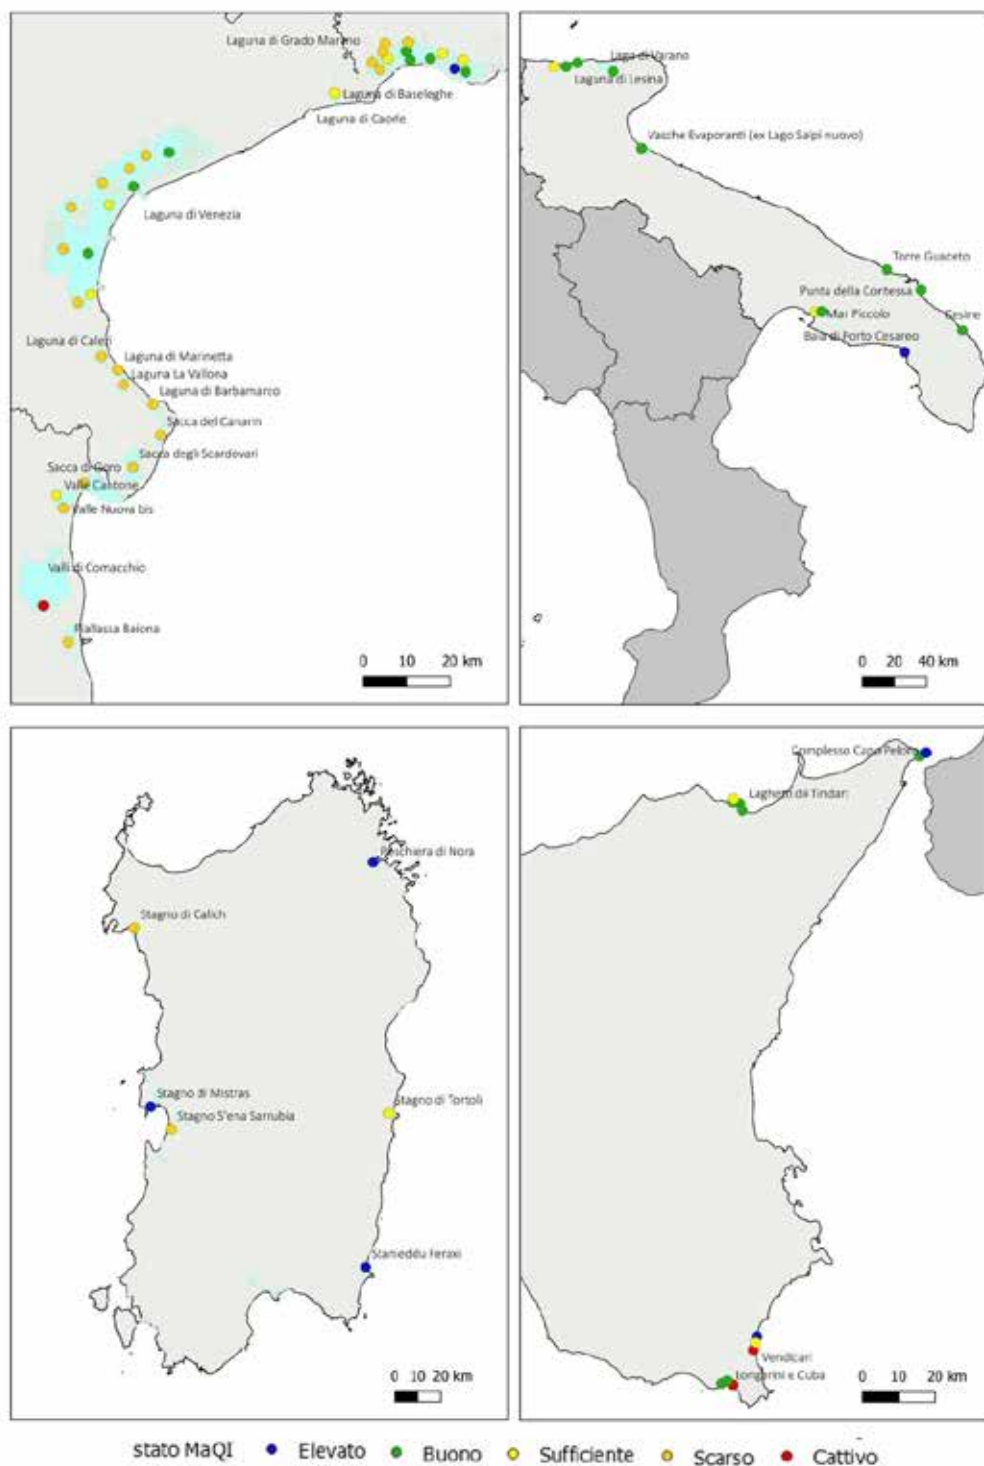 Laguna di Grado Marano
Laguna di Baseleghe
Laguna di Caorle
Laguna di Venezia
Laguna di Caleri
Laguna di Marinetta
Laguna La Vallona
Laguna di Barbamarco
Sacca del Canarin
Sacca degli Scardovari
Sacca di Goro
Valle Cantone
Valle Nuova bis
Valli di Comacchio
Piallassa Baiona
0 10 20 km
Lago di Varano
Laguna di Lesina
Vasche Evaporanti (ex Lago Salpi nuovo)
Torre Guaceto
Punta della Contessa
Cesine
Mar Piccolo
Baia di Porto Cesareo
0 20 40 km
Peschiera di Nora
Stagno di Calich
Stagno di Mistras
Stagno S'ena Sarrubia
Stagno di Tortolì
Stanieddu Feraxi
0 10 20 km
Complesso Capo Peloro
Laghetti di Tindari
Vendicari
Longarini e Cuba
0 10 20 km
stato MaQI Elevato Buono Sufficiente Scarso Cattivo